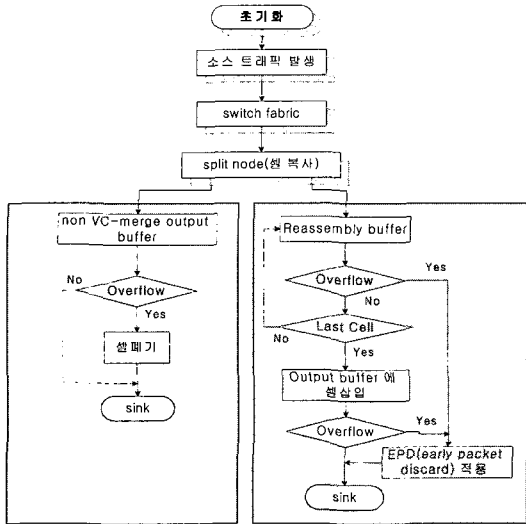 초기화
소스 트래픽 발생
switch fabric
split node(셀 복사)
non VC-merge output
buffer
No
Overflow
Yes
셀폐기
sink
Reassembly buffer
Yes
Overflow
No
Last Cell
No
Yes
Output buffer 에
셀삽입
Overflow
Yes
EPD(early packet
discard) 적용
sink